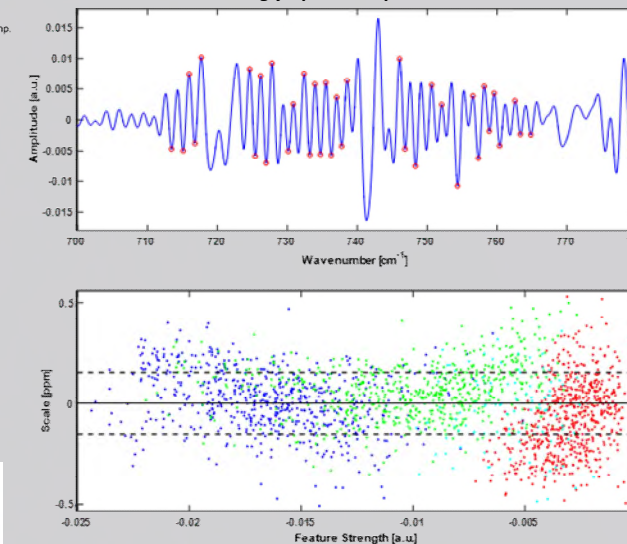 np.
0.015
0.01
0.005
0
-0.005
-0.01
-0.015
Amplitude [a.u.]
700 710 720 730 740 750 760 770
Wavenumber [cm⁻¹]
0.5
0
-0.5
Scale [ppm]
-0.025 -0.02 -0.015 -0.01 -0.005
Feature Strength [a.u.]